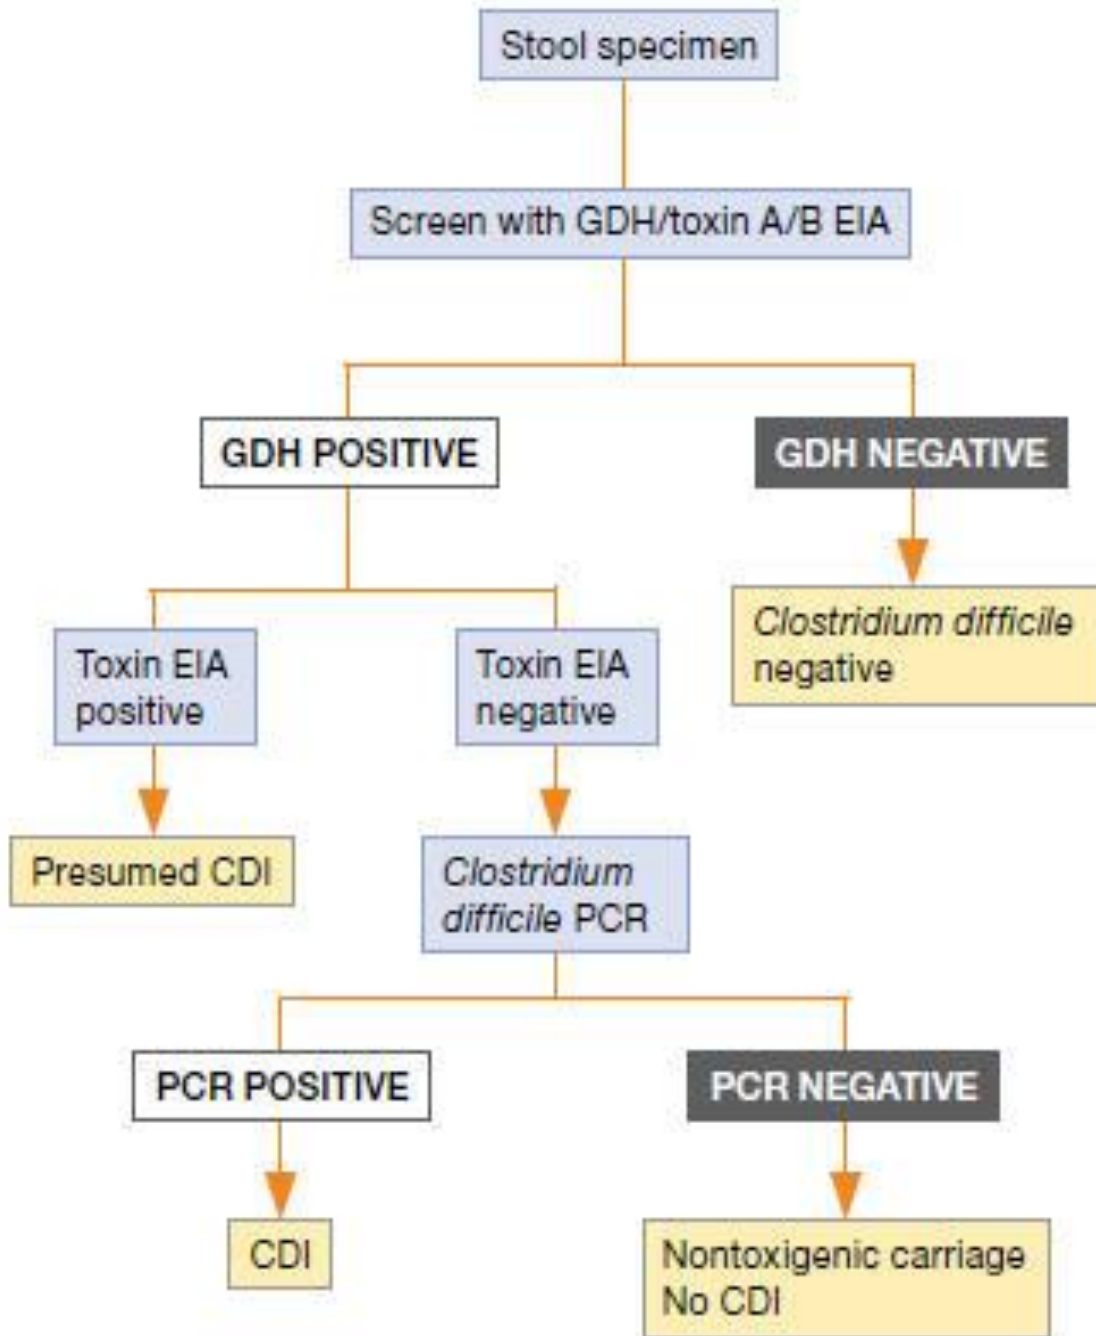 Stool specimen
Screen with GDH/toxin A/B EIA
GDH POSITIVE
GDH NEGATIVE
Toxin EIA
positive
Toxin EIA
negative
Clostridium difficile
negative
Presumed CDI
Clostridium
difficile PCR
PCR POSITIVE
PCR NEGATIVE
CDI
Nontoxigenic carriage
No CDI